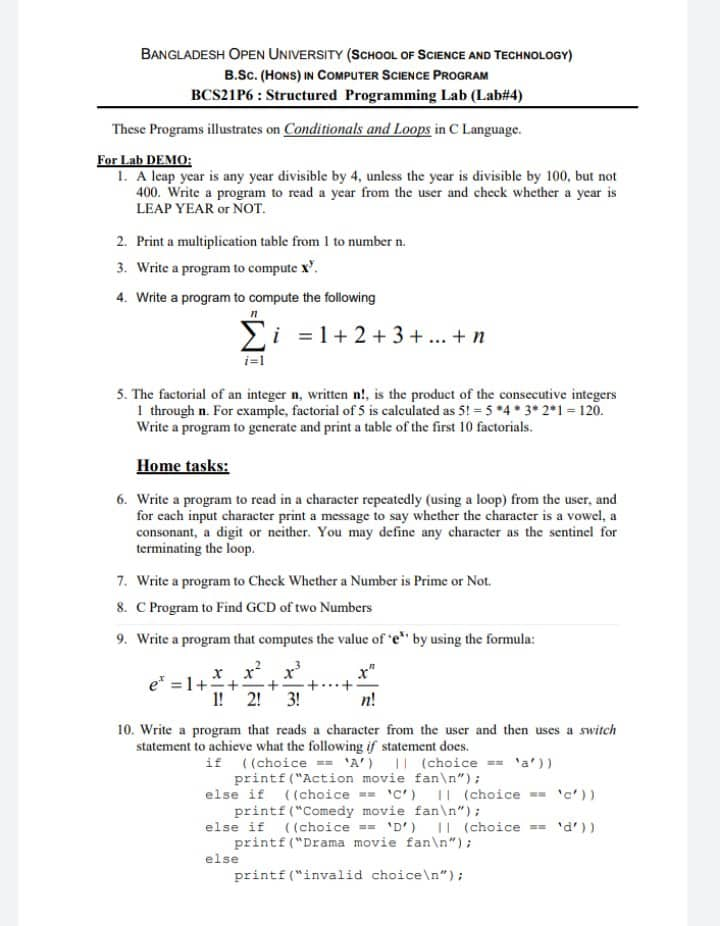 BANGLADESH OPEN UNIVERSITY (SCHOOL OF SCIENCE AND TECHNOLOGY)
B.SC. (HONS) IN COMPUTER SCIENCE PROGRAM
BCS21P6 : Structured Programming Lab (Lab#4)
These Programs illustrates on Conditionals and Loops in C Language.
For Lab DEMO:
1. A leap year is any year divisible by 4, unless the year is divisible by 100, but not
400. Write a program to read a year from the user and check whether a year is
LEAP YEAR or NOT.
2. Print a multiplication table from 1 to number n.
3. Write a program to compute xʸ.
4. Write a program to compute the following
n
∑ i = 1 + 2 + 3 + ... + n
i=1
5. The factorial of an integer n, written n!, is the product of the consecutive integers
1 through n. For example, factorial of 5 is calculated as 5! = 5 *4 * 3* 2*1 = 120.
Write a program to generate and print a table of the first 10 factorials.
Home tasks:
6. Write a program to read in a character repeatedly (using a loop) from the user, and
for each input character print a message to say whether the character is a vowel, a
consonant, a digit or neither. You may define any character as the sentinel for
terminating the loop.
7. Write a program to Check Whether a Number is Prime or Not.
8. C Program to Find GCD of two Numbers
9. Write a program that computes the value of 'eˣ' by using the formula:
eˣ = 1 + x/1! + x²/2! + x³/3! + ··· + xⁿ/n!
10. Write a program that reads a character from the user and then uses a switch
statement to achieve what the following if statement does.
if ((choice == 'A') || (choice == 'a'))
printf("Action movie fan\n");
else if ((choice == 'C') || (choice == 'c'))
printf("Comedy movie fan\n");
else if ((choice == 'D') || (choice == 'd'))
printf("Drama movie fan\n");
else
printf("invalid choice\n");